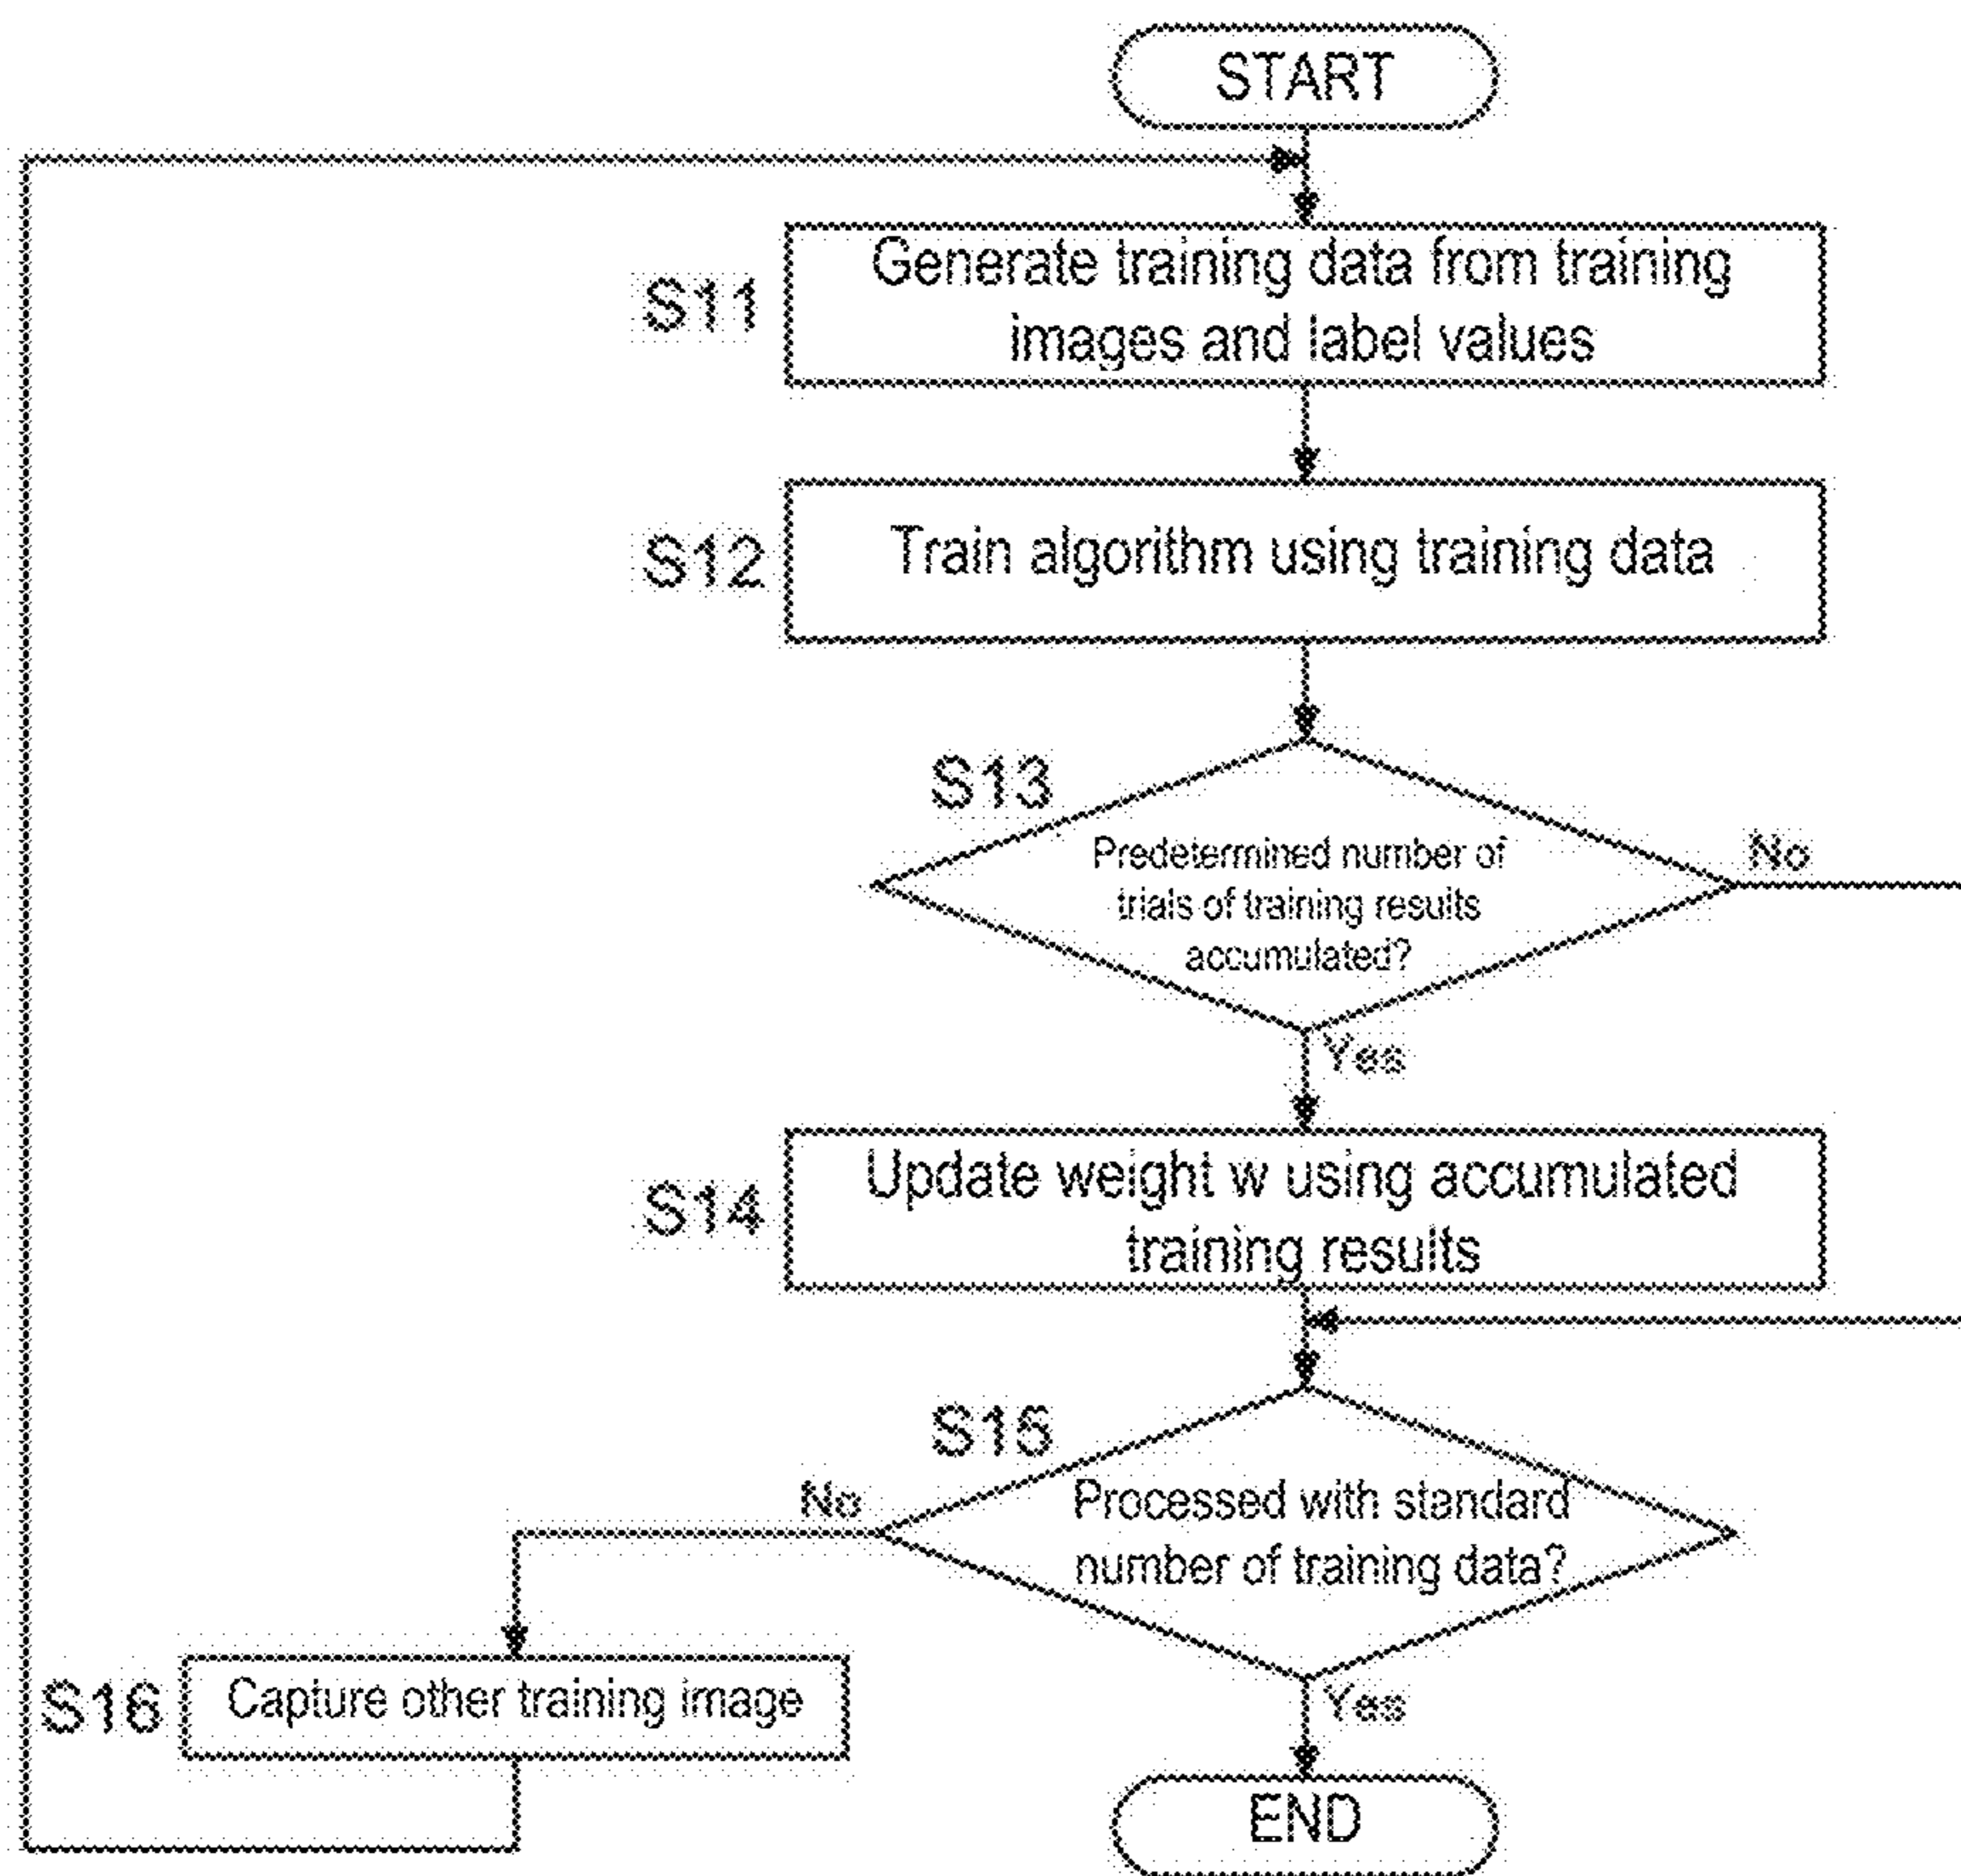 START
S11
Generate training data from training
images and label values
S12
Train algorithm using training data
S13
Predetermined number of
trials of training results
accumulated?
No
Yes
S14
Update weight w using accumulated
training results
S15
No
Processed with standard
number of training data?
S16
Capture other training image
Yes
END